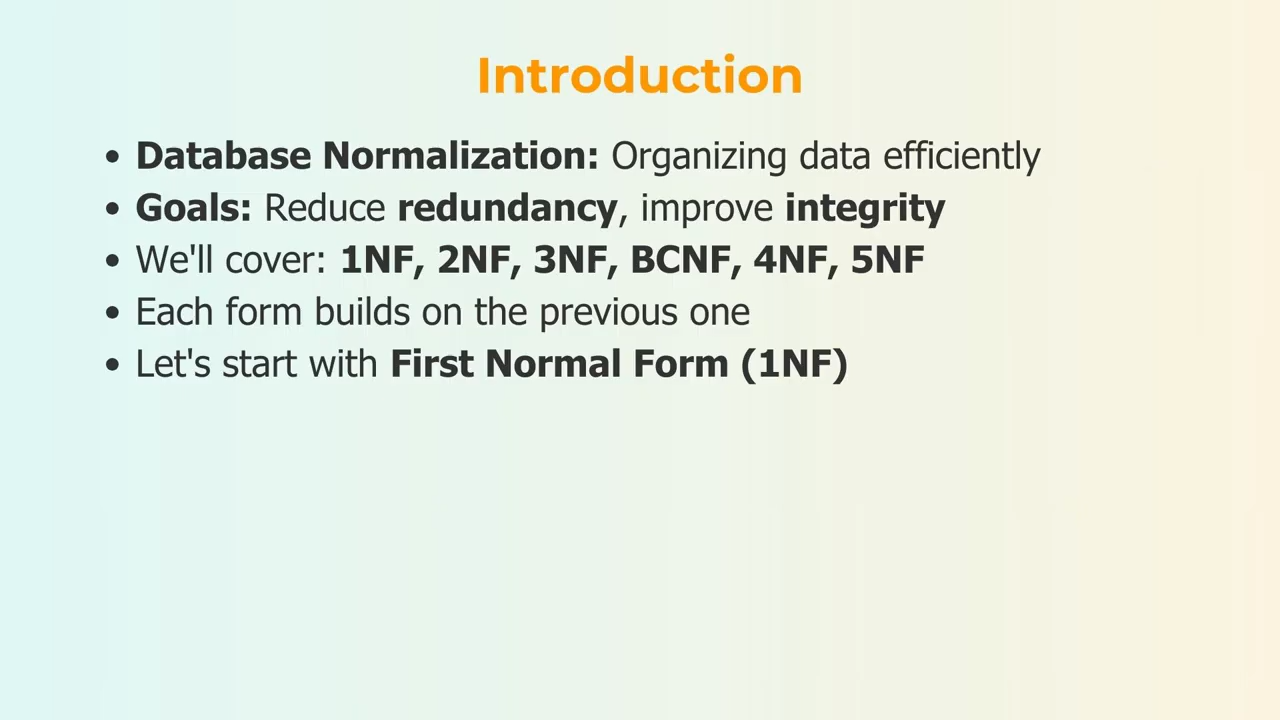 Introduction
• Database Normalization: Organizing data efficiently
• Goals: Reduce redundancy, improve integrity
• We'll cover: 1NF, 2NF, 3NF, BCNF, 4NF, 5NF
• Each form builds on the previous one
• Let's start with First Normal Form (1NF)